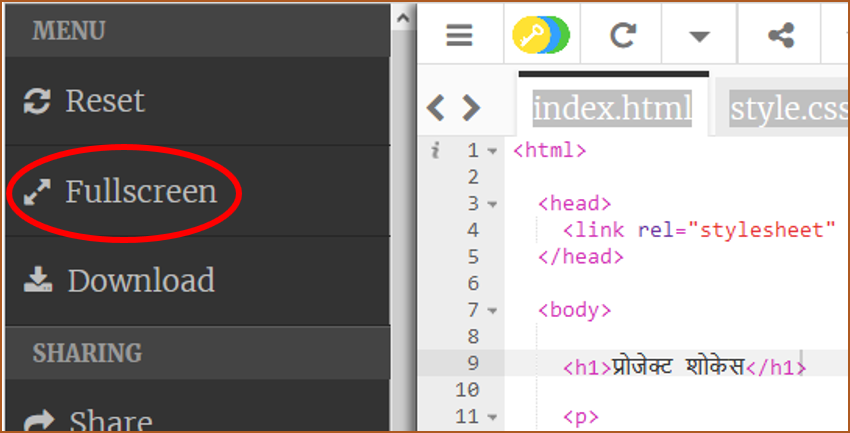 MENU
Reset
Fullscreen
Download
SHARING
Share
index.html style.css
i 1 <html>
2
3 <head>
4 <link rel="stylesheet"
5 </head>
6
7 <body>
8
9 <h1>प्रोजेक्ट शोकेस</h1>
10
11 <p>